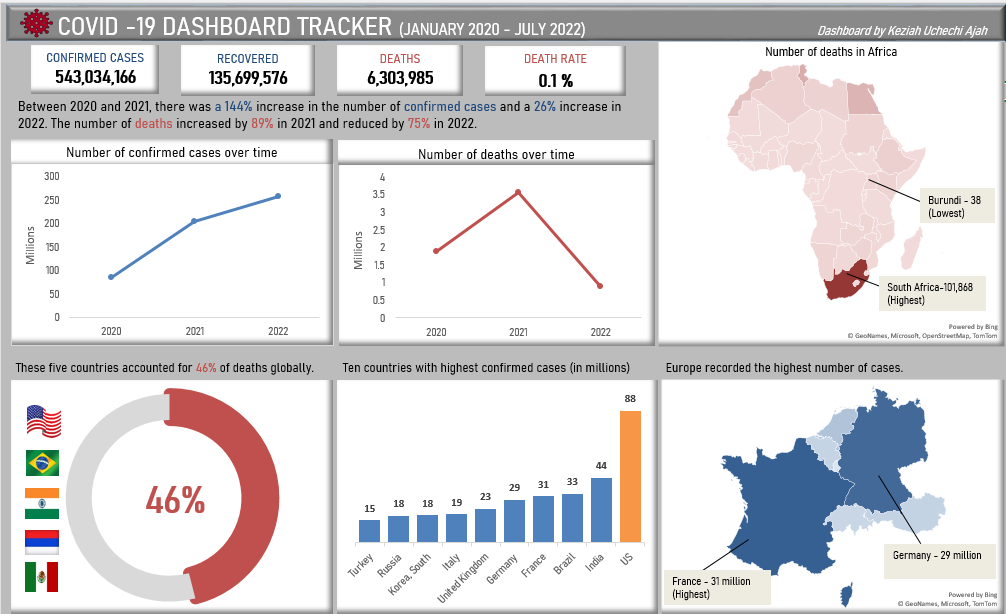 COVID -19 DASHBOARD TRACKER (JANUARY 2020 - JULY 2022)
Dashboard by Keziah Uchechi Ajah
CONFIRMED CASES
543,034,166
RECOVERED
135,699,576
DEATHS
6,303,985
DEATH RATE
0.1 %
Between 2020 and 2021, there was a 144% increase in the number of confirmed cases and a 26% increase in
2022. The number of deaths increased by 89% in 2021 and reduced by 75% in 2022.
Number of confirmed cases over time
Millions
300
250
200
150
100
50
0
2020 2021 2022
Number of deaths over time
Millions
4
3.5
3
2.5
2
1.5
1
0.5
0
2020 2021 2022
Number of deaths in Africa
Burundi - 38
(Lowest)
South Africa-101,868
(Highest)
Powered by Bing
© GeoNames, Microsoft, OpenStreetMap, TomTom
These five countries accounted for 46% of deaths globally.
46%
Ten countries with highest confirmed cases (in millions)
15 18 18 19 23 29 31 33 44 88
Turkey Russia Korea, South Italy United Kingdom Germany France Brazil India US
Europe recorded the highest number of cases.
Germany - 29 million
France - 31 million
(Highest)
Powered by Bing
© GeoNames, Microsoft, TomTom